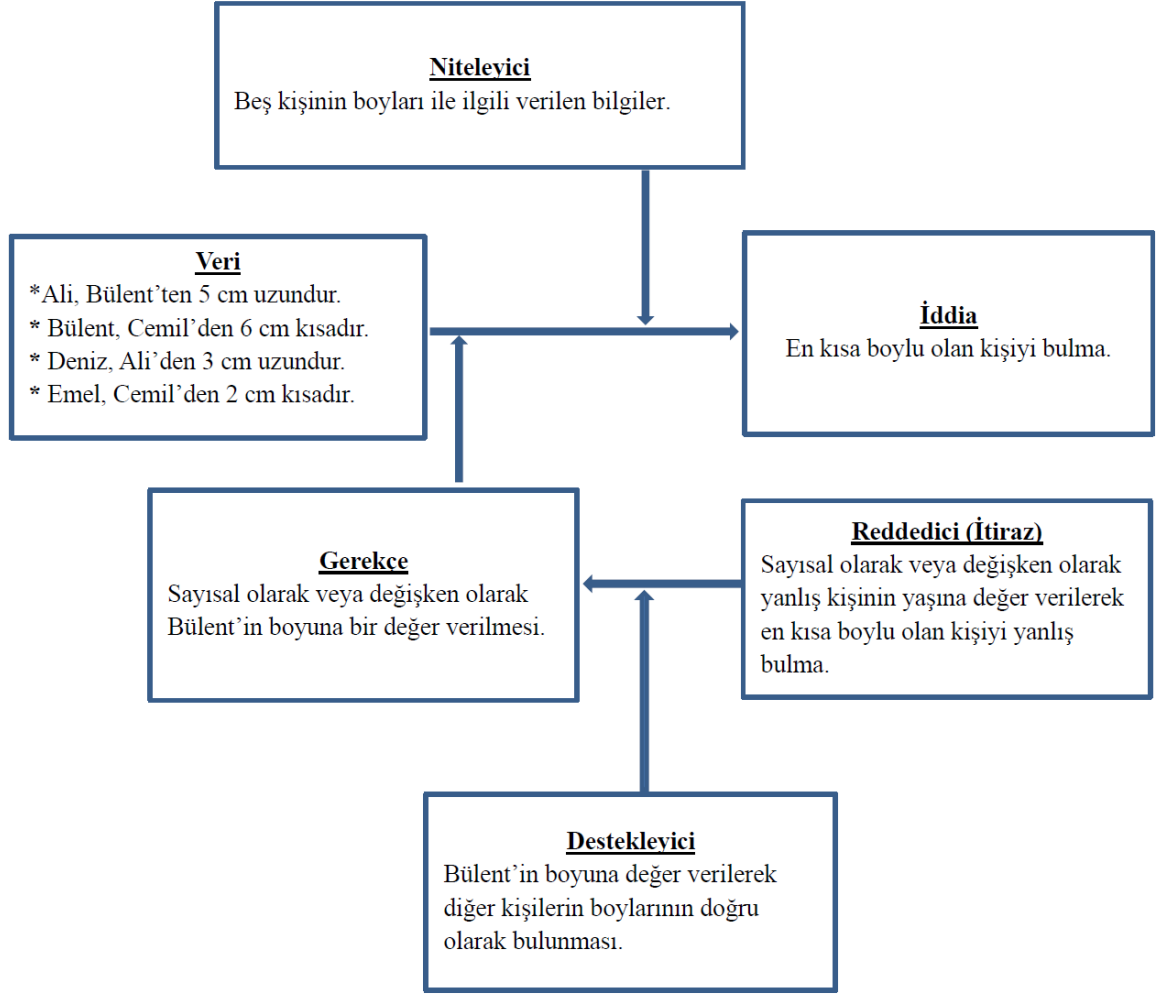 Niteleyici
Beş kişinin boyları ile ilgili verilen bilgiler.
Veri
*Ali, Bülent’ten 5 cm uzundur.
* Bülent, Cemil’den 6 cm kısadır.
* Deniz, Ali’den 3 cm uzundur.
* Emel, Cemil’den 2 cm kısadır.
İddia
En kısa boylu olan kişiyi bulma.
Gerekçe
Sayısal olarak veya değişken olarak
Bülent’in boyuna bir değer verilmesi.
Reddedici (İtiraz)
Sayısal olarak veya değişken olarak
yanlış kişinin yaşına değer verilerek
en kısa boylu olan kişiyi yanlış
bulma.
Destekleyici
Bülent’in boyuna değer verilerek
diğer kişilerin boylarının doğru
olarak bulunması.